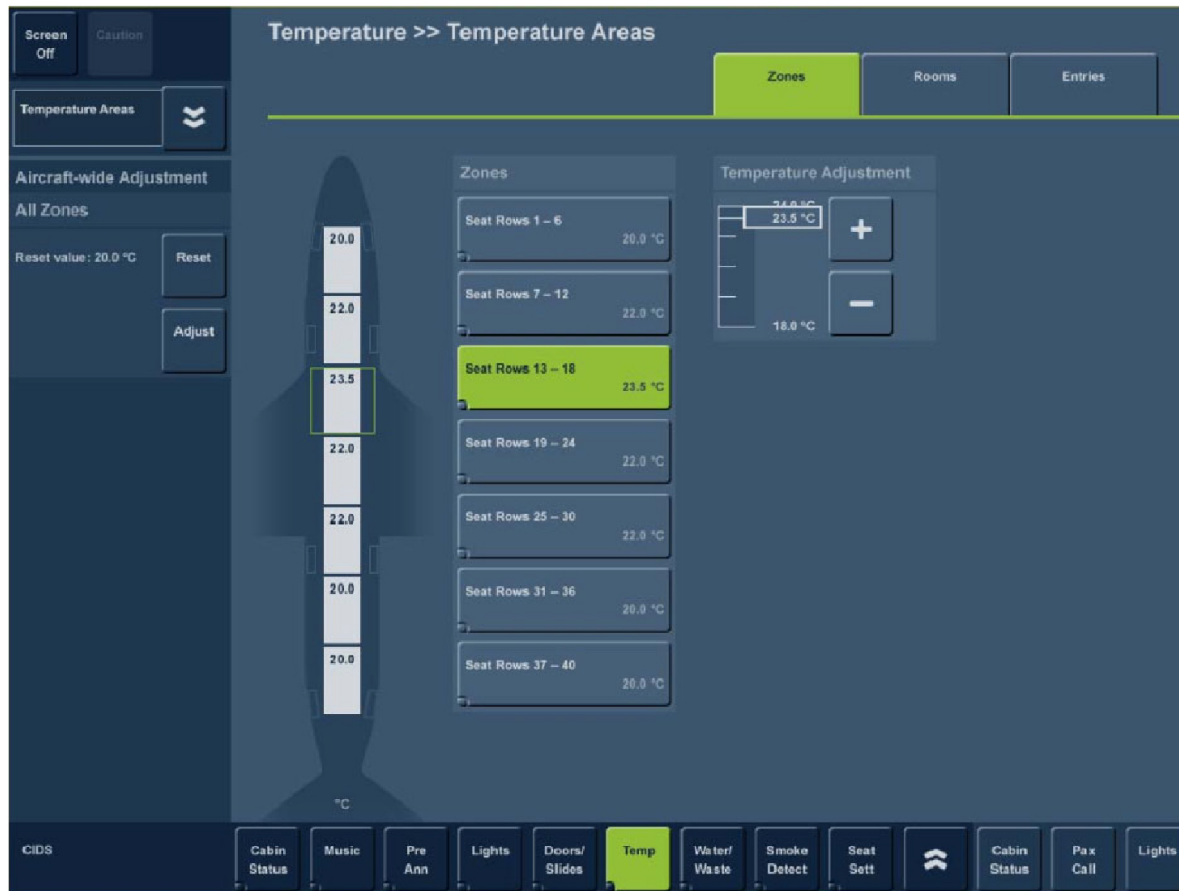 Screen
Off
Caution
Temperature >> Temperature Areas
Zones
Rooms
Entries
Temperature Areas
Aircraft-wide Adjustment
All Zones
Reset value: 20.0 °C
Reset
Adjust
20.0
22.0
23.5
22.0
22.0
20.0
20.0
°C
Zones
Seat Rows 1 – 6
20.0 °C
Seat Rows 7 – 12
22.0 °C
Seat Rows 13 – 18
23.5 °C
Seat Rows 19 – 24
22.0 °C
Seat Rows 25 – 30
22.0 °C
Seat Rows 31 – 36
20.0 °C
Seat Rows 37 – 40
20.0 °C
Temperature Adjustment
24.0 °C
23.5 °C
+
–
18.0 °C
CIDS
Cabin
Status
Music
Pre
Ann
Lights
Doors/
Slides
Temp
Water/
Waste
Smoke
Detect
Seat
Sett
Cabin
Status
Pax
Call
Lights